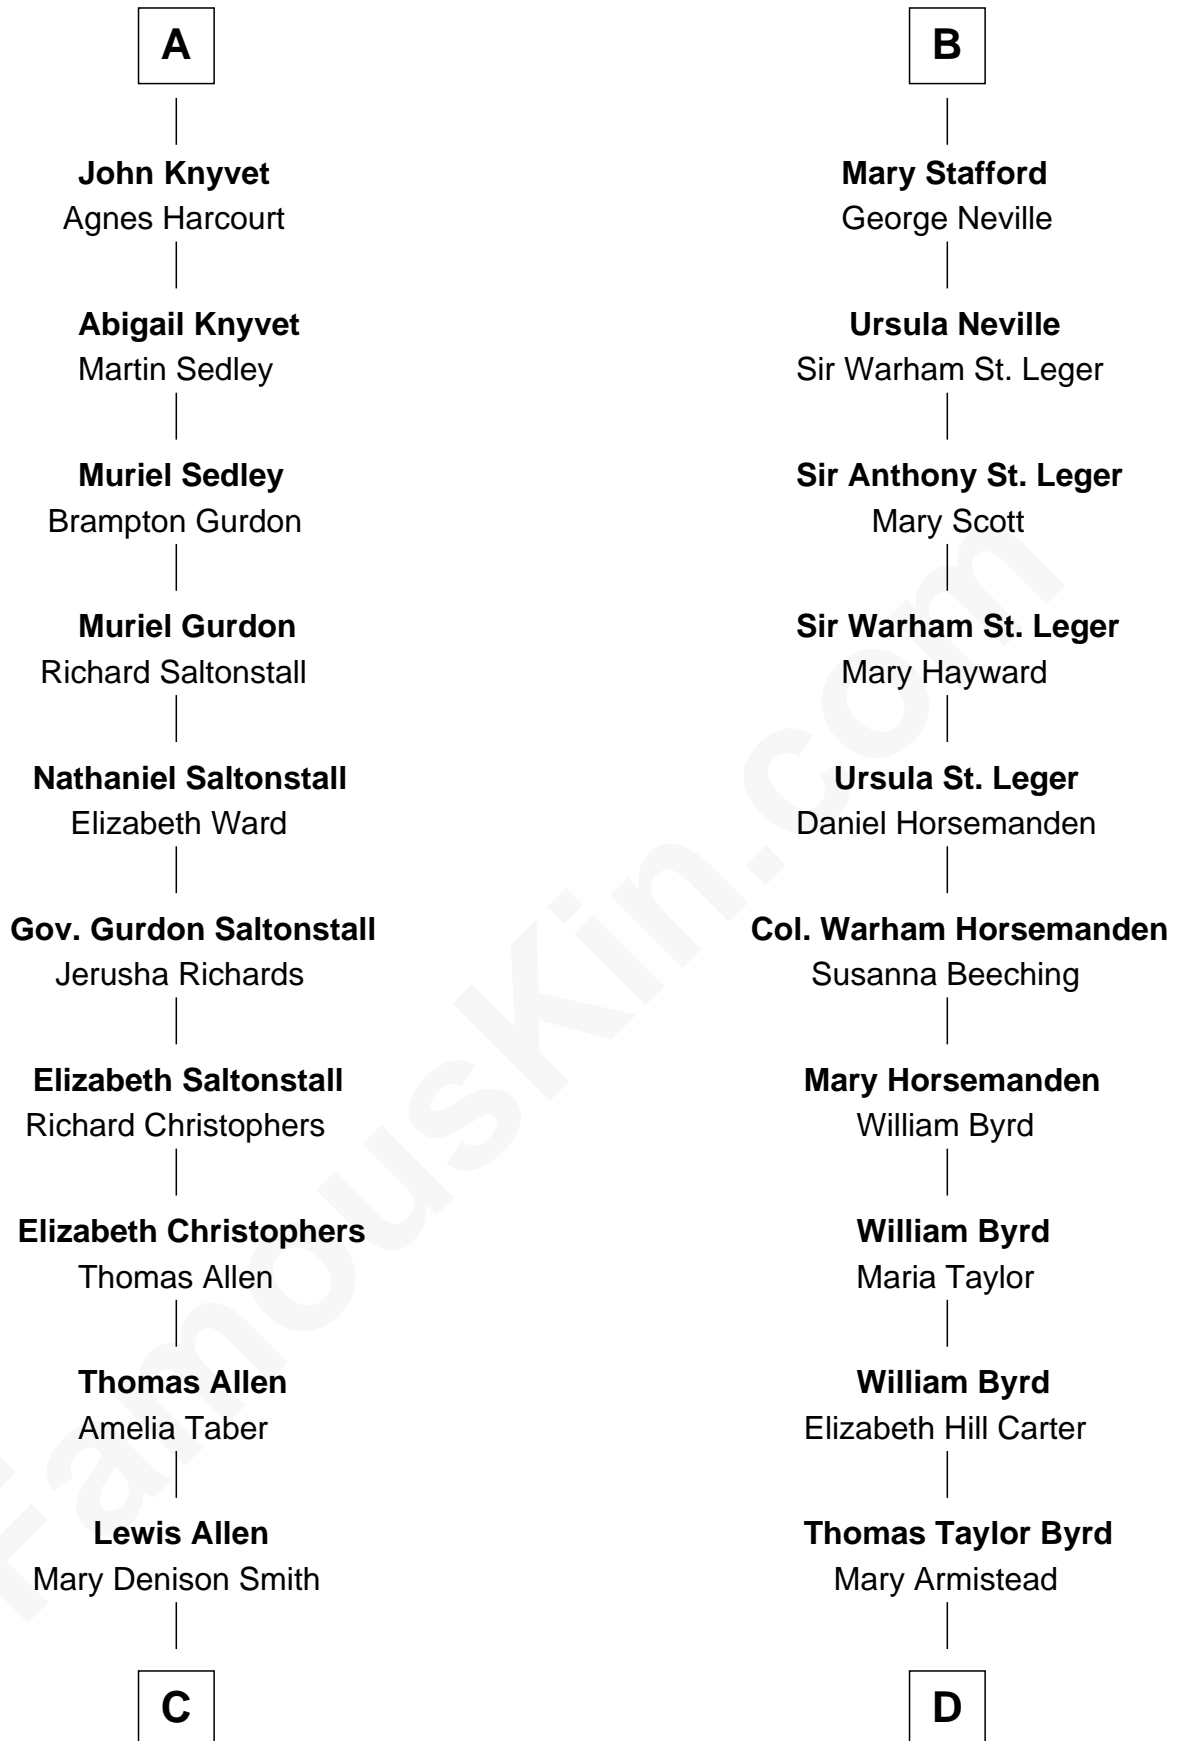 A
John Knyvet
Agnes Harcourt
Abigail Knyvet
Martin Sedley
Muriel Sedley
Brampton Gurdon
Muriel Gurdon
Richard Saltonstall
Nathaniel Saltonstall
Elizabeth Ward
Gov. Gurdon Saltonstall
Jerusha Richards
Elizabeth Saltonstall
Richard Christophers
Elizabeth Christophers
Thomas Allen
Thomas Allen
Amelia Taber
Lewis Allen
Mary Denison Smith
C
B
Mary Stafford
George Neville
Ursula Neville
Sir Warham St. Leger
Sir Anthony St. Leger
Mary Scott
Sir Warham St. Leger
Mary Hayward
Ursula St. Leger
Daniel Horsemanden
Col. Warham Horsemanden
Susanna Beeching
Mary Horsemanden
William Byrd
William Byrd
Maria Taylor
William Byrd
Elizabeth Hill Carter
Thomas Taylor Byrd
Mary Armistead
D
FamousKin.com